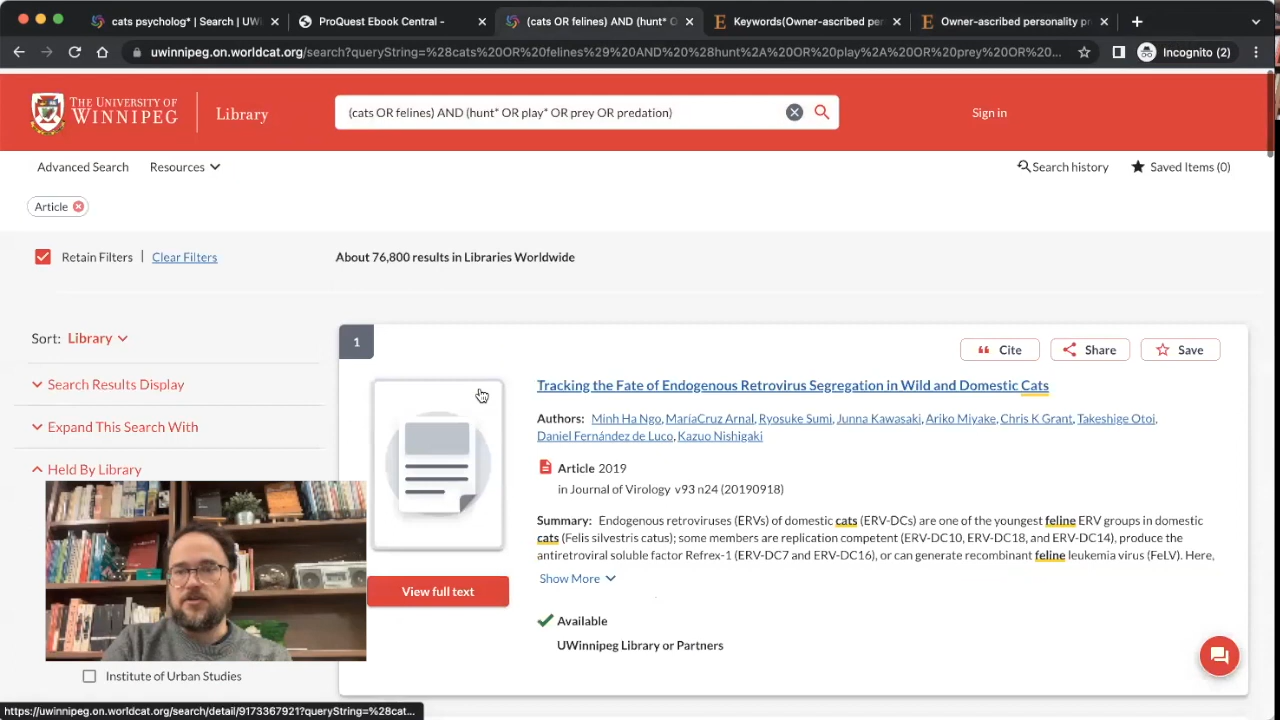 cats psycholog* | Search | UW
ProQuest Ebook Central -
(cats OR felines) AND (hunt* O
Keywords(Owner-ascribed per
Owner-ascribed personality pr
uwinnipeg.on.worldcat.org/search?queryString=%28cats%20OR%20felines%29%20AND%20%28hunt%2A%20OR%20play%2A%20OR%20prey%20OR%20predation%...
Incognito (2)
THE UNIVERSITY OF
WINNIPEG
Library
(cats OR felines) AND (hunt* OR play* OR prey OR predation)
Sign in
Advanced Search
Resources
Search history
Saved Items (0)
Article
Retain Filters | Clear Filters
About 76,800 results in Libraries Worldwide
Sort: Library
Search Results Display
Expand This Search With
Held By Library
Institute of Urban Studies
1
Cite
Share
Save
Tracking the Fate of Endogenous Retrovirus Segregation in Wild and Domestic Cats
Authors: Minh Ha Ngo, MaríaCruz Arnal, Ryosuke Sumi, Junna Kawasaki, Ariko Miyake, Chris K Grant, Takeshige Otoi,
Daniel Fernández de Luco, Kazuo Nishigaki
Article 2019
in Journal of Virology v93 n24 (20190918)
Summary: Endogenous retroviruses (ERVs) of domestic cats (ERV-DCs) are one of the youngest feline ERV groups in domestic
cats (Felis silvestris catus); some members are replication competent (ERV-DC10, ERV-DC18, and ERV-DC14), produce the
antiretroviral soluble factor Refrex-1 (ERV-DC7 and ERV-DC16), or can generate recombinant feline leukemia virus (FeLV). Here,
Show More
View full text
Available
UWinnipeg Library or Partners
https://uwinnipeg.on.worldcat.org/search/detail/9173367921?queryString=%28cat...